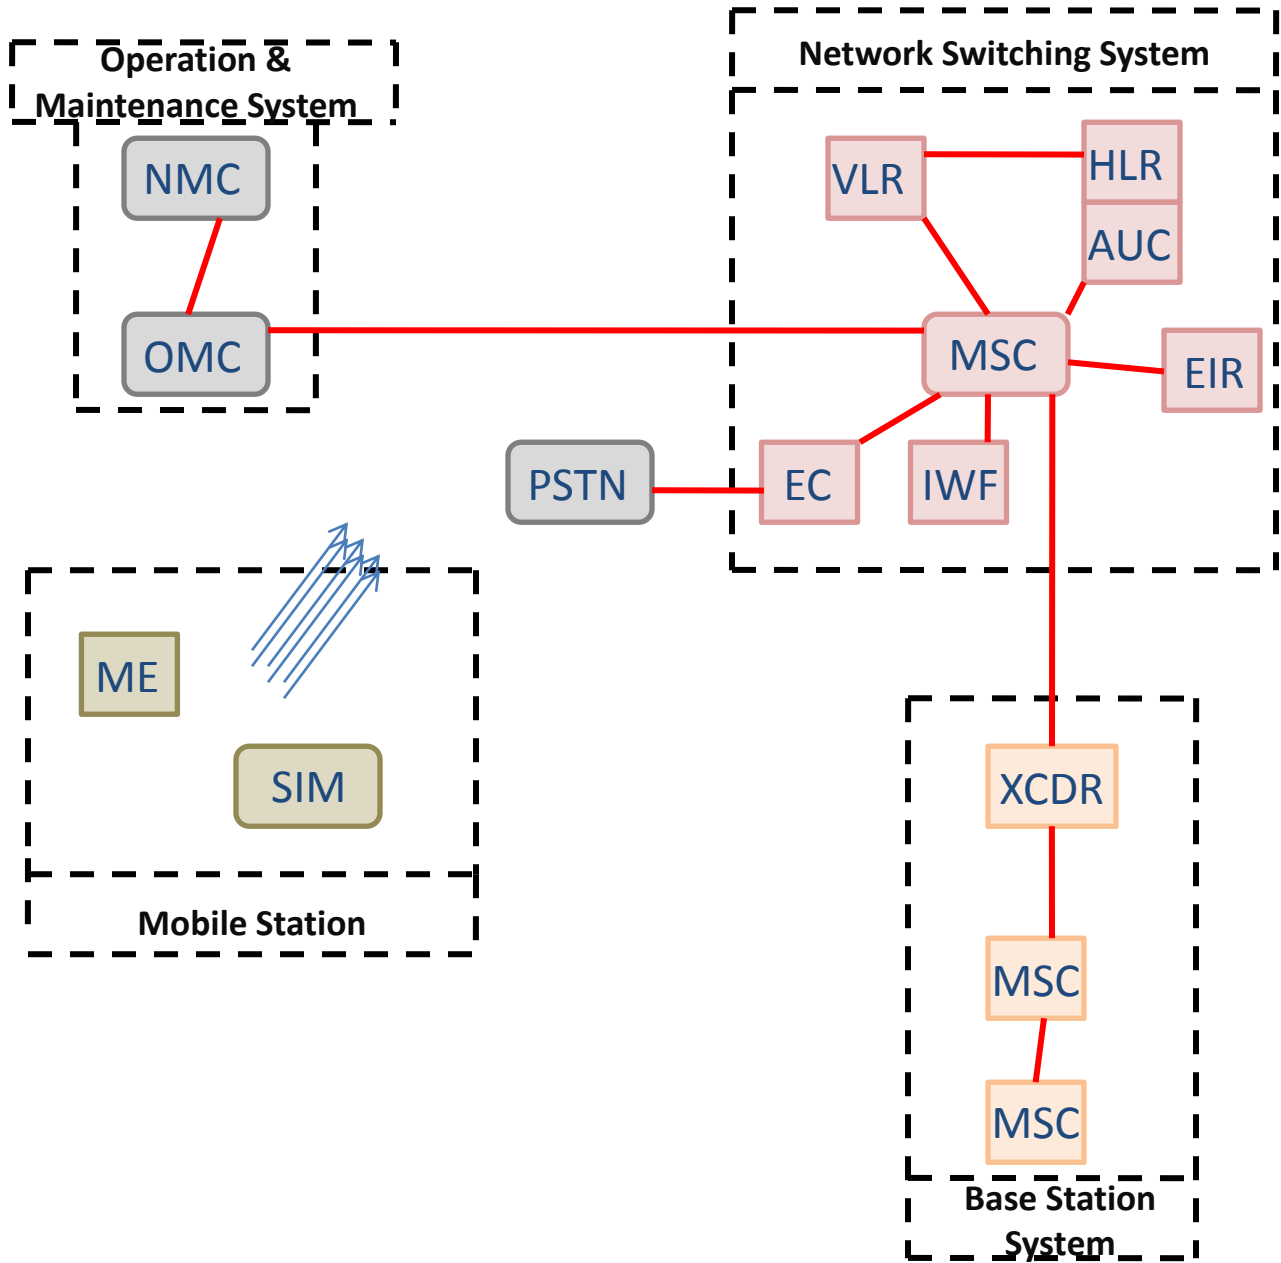 Operation &
Maintenance System
NMC
OMC
Network Switching System
VLR
HLR
AUC
MSC
EIR
PSTN
EC
IWF
ME
SIM
Mobile Station
XCDR
MSC
MSC
Base Station
System